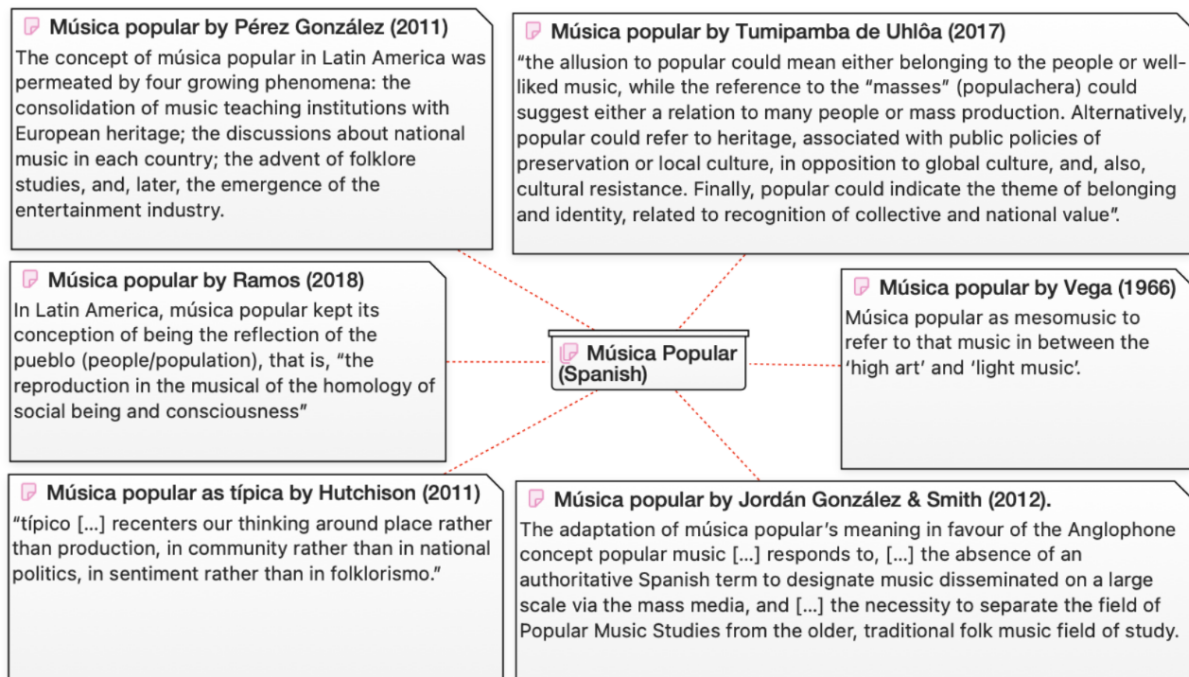 Música popular by Pérez González (2011)
The concept of música popular in Latin America was
permeated by four growing phenomena: the
consolidation of music teaching institutions with
European heritage; the discussions about national
music in each country; the advent of folklore
studies, and, later, the emergence of the
entertainment industry.
Música popular by Tumipamba de Uhlôa (2017)
“the allusion to popular could mean either belonging to the people or well-
liked music, while the reference to the “masses” (populachera) could
suggest either a relation to many people or mass production. Alternatively,
popular could refer to heritage, associated with public policies of
preservation or local culture, in opposition to global culture, and, also,
cultural resistance. Finally, popular could indicate the theme of belonging
and identity, related to recognition of collective and national value”.
Música popular by Ramos (2018)
In Latin America, música popular kept its
conception of being the reflection of the
pueblo (people/population), that is, “the
reproduction in the musical of the homology of
social being and consciousness”
Música Popular
(Spanish)
Música popular by Vega (1966)
Música popular as mesomusic to
refer to that music in between the
‘high art’ and ‘light music’.
Música popular as típica by Hutchison (2011)
“típico [...] recenters our thinking around place rather
than production, in community rather than in national
politics, in sentiment rather than in folklorismo.”
Música popular by Jordán González & Smith (2012).
The adaptation of música popular’s meaning in favour of the Anglophone
concept popular music [...] responds to, [...] the absence of an
authoritative Spanish term to designate music disseminated on a large
scale via the mass media, and [...] the necessity to separate the field of
Popular Music Studies from the older, traditional folk music field of study.